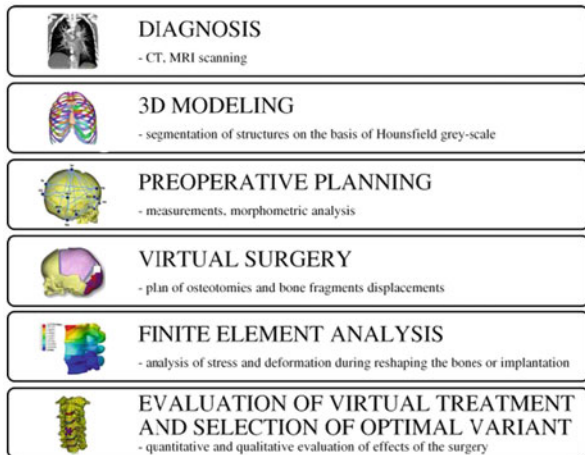 DIAGNOSIS
- CT, MRI scanning
3D MODELING
- segmentation of structures on the basis of Hounsfield grey-scale
PREOPERATIVE PLANNING
- measurements, morphometric analysis
VIRTUAL SURGERY
- plan of osteotomies and bone fragments displacements
FINITE ELEMENT ANALYSIS
- analysis of stress and deformation during reshaping the bones or implantation
EVALUATION OF VIRTUAL TREATMENT
AND SELECTION OF OPTIMAL VARIANT
- quantitative and qualitative evaluation of effects of the surgery